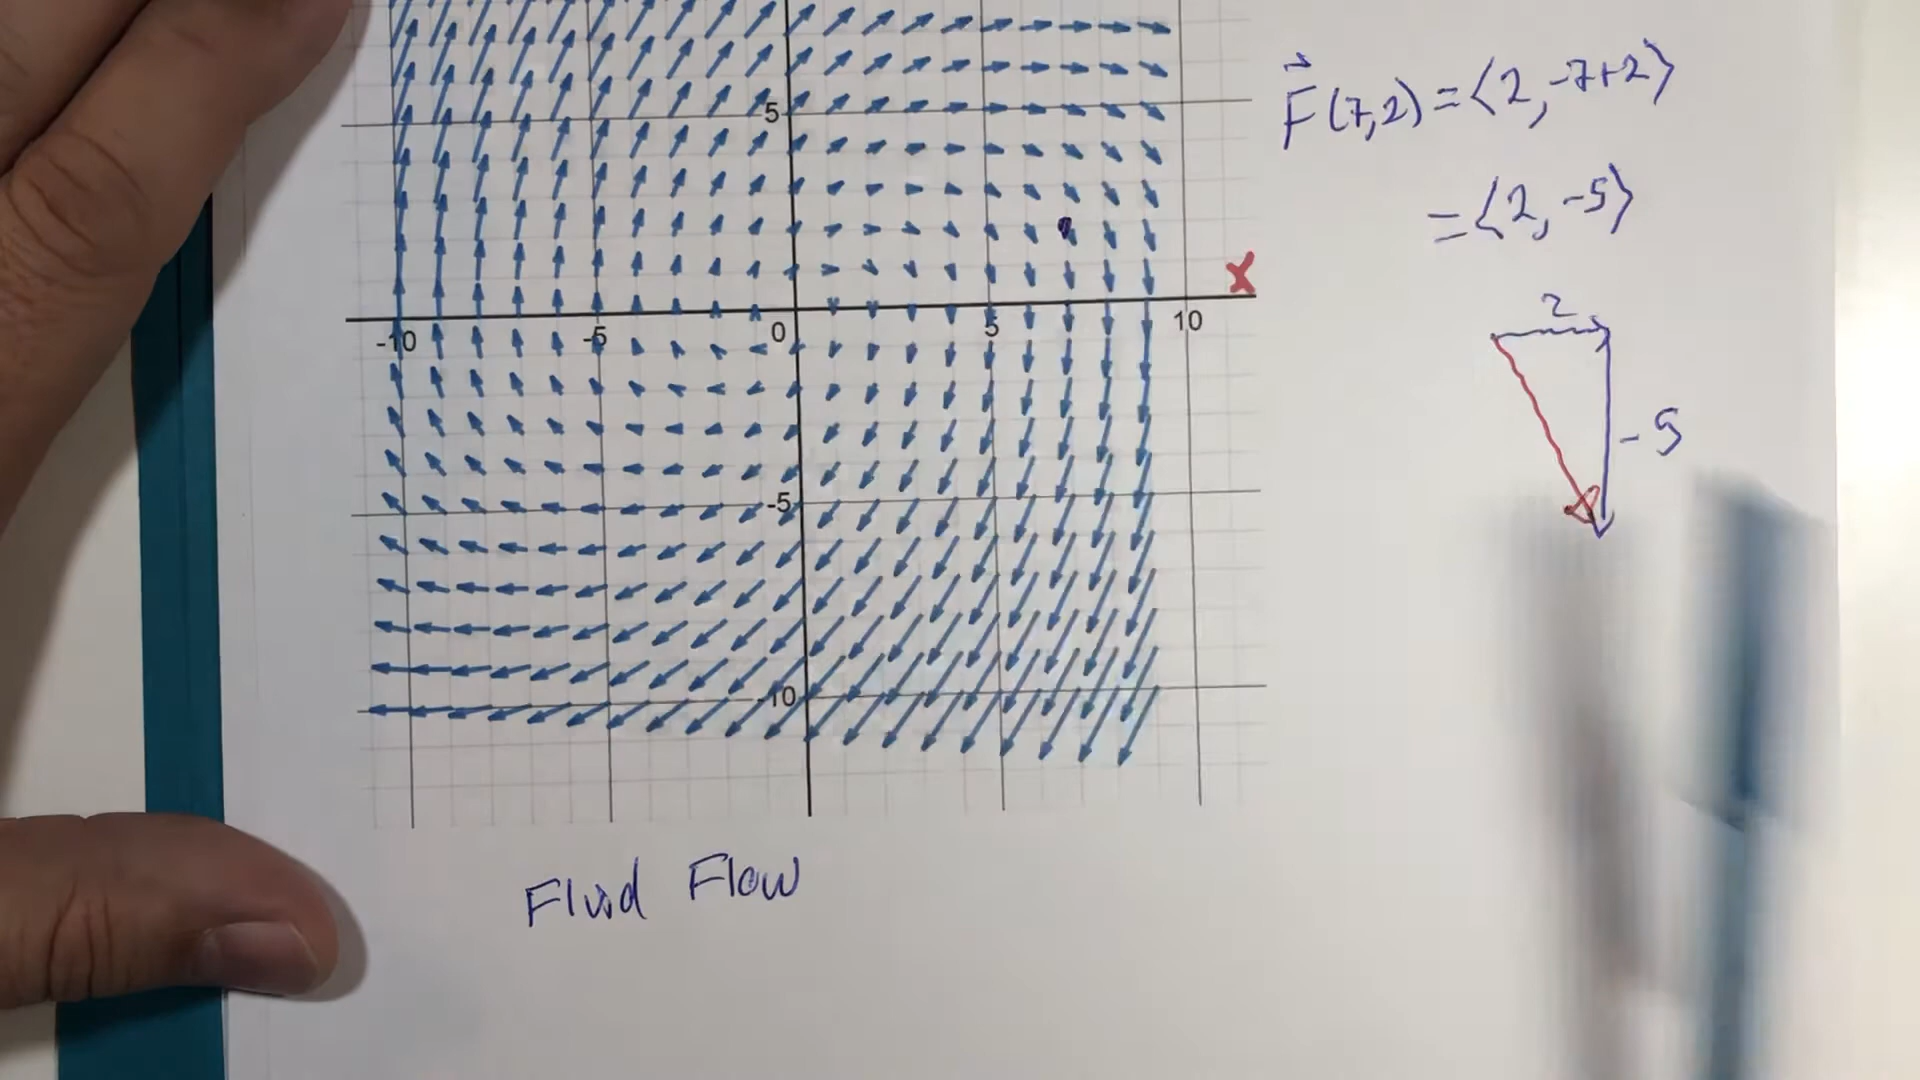 F⃗(7,2) = ⟨2, -7+2⟩
= ⟨2, -5⟩
5
x
-10
-5
0
5
10
2
-5
-5
-10
Fluid Flow